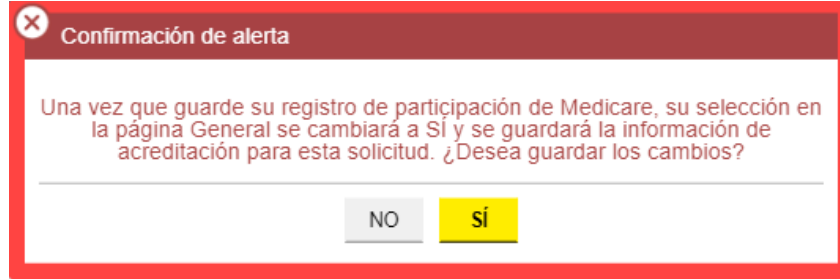 Confirmación de alerta
Una vez que guarde su registro de participación de Medicare, su selección en
la página General se cambiará a SÍ y se guardará la información de
acreditación para esta solicitud. ¿Desea guardar los cambios?
NO SÍ